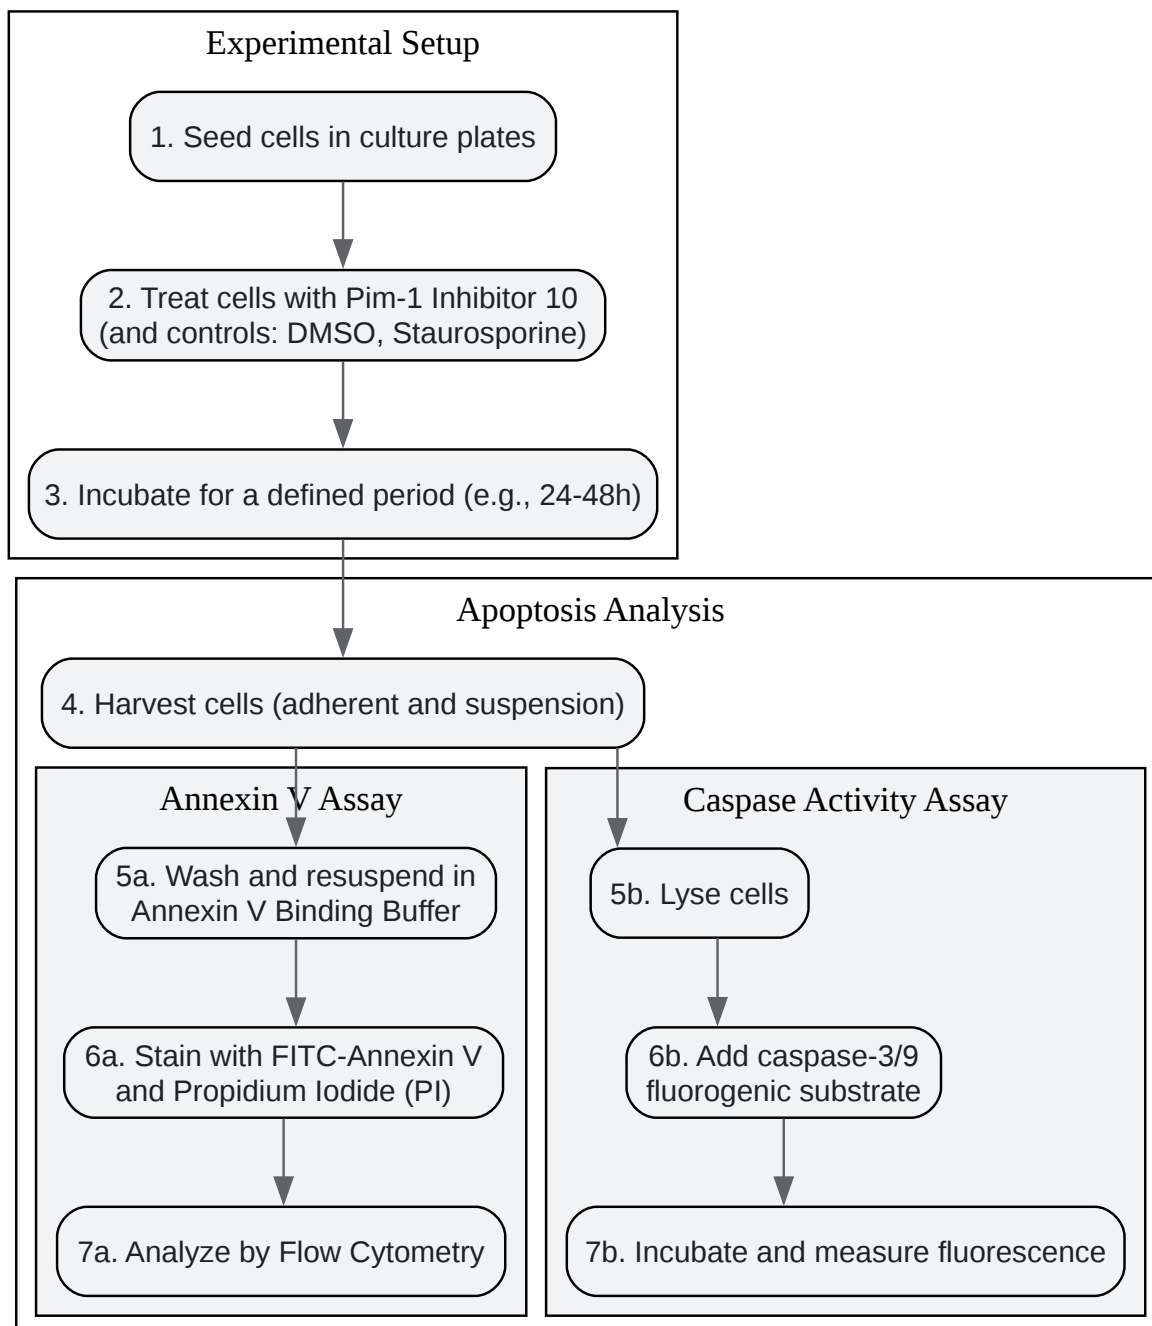 Experimental Setup
1. Seed cells in culture plates
2. Treat cells with Pim-1 Inhibitor 10
(and controls: DMSO, Staurosporine)
3. Incubate for a defined period (e.g., 24-48h)
Apoptosis Analysis
4. Harvest cells (adherent and suspension)
Annexin V Assay
5a. Wash and resuspend in
Annexin V Binding Buffer
6a. Stain with FITC-Annexin V
and Propidium Iodide (PI)
7a. Analyze by Flow Cytometry
Caspase Activity Assay
5b. Lyse cells
6b. Add caspase-3/9
fluorogenic substrate
7b. Incubate and measure fluorescence